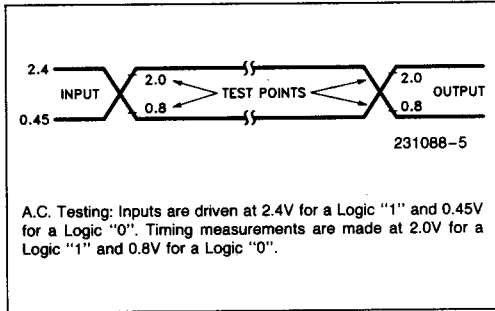 2.4
2.0
2.0
INPUT
TEST POINTS
OUTPUT
0.8
0.8
0.45
231088–5
A.C. Testing: Inputs are driven at 2.4V for a Logic "1" and 0.45V
for a Logic "0". Timing measurements are made at 2.0V for a
Logic "1" and 0.8V for a Logic "0".